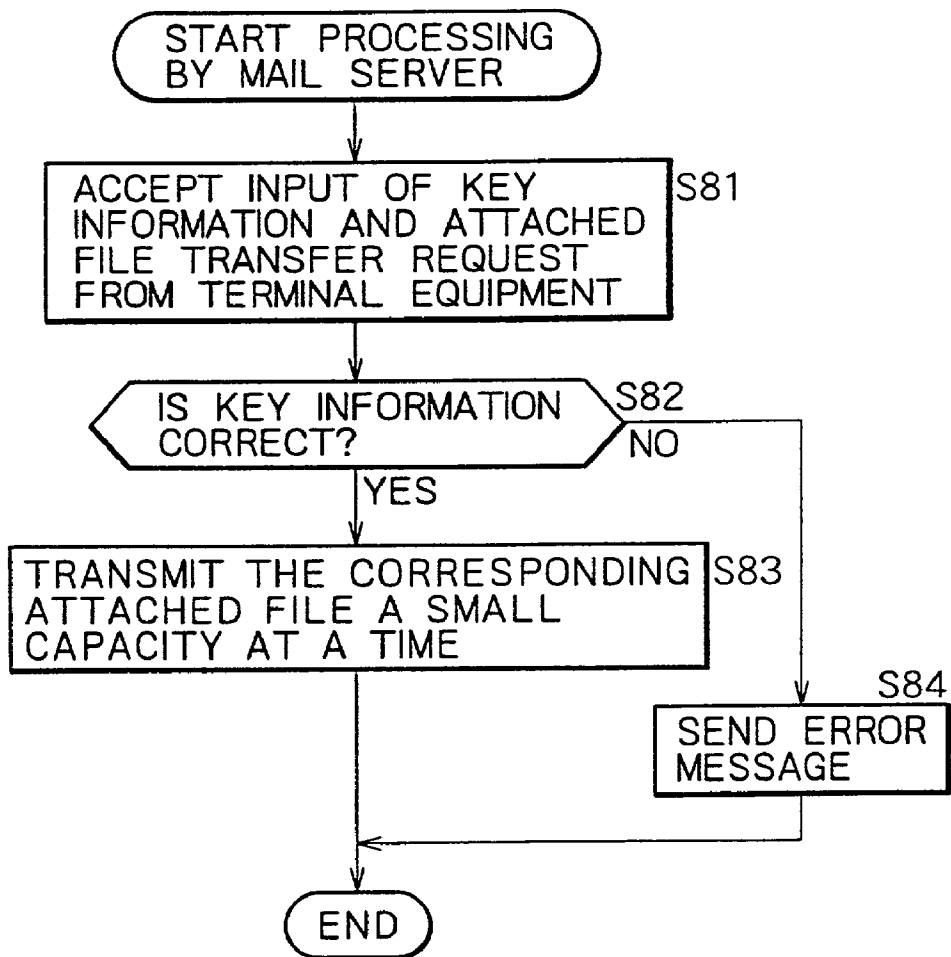 START PROCESSING
BY MAIL SERVER
ACCEPT INPUT OF KEY
INFORMATION AND ATTACHED
FILE TRANSFER REQUEST
FROM TERMINAL EQUIPMENT
S81
IS KEY INFORMATION
CORRECT?
S82
NO
YES
TRANSMIT THE CORRESPONDING
ATTACHED FILE A SMALL
CAPACITY AT A TIME
S83
S84
SEND ERROR
MESSAGE
END